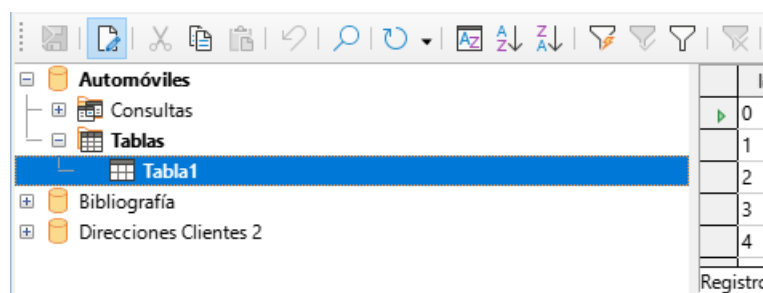 Automóviles
Consultas
Tablas
Tabla1
Bibliografía
Direcciones Clientes 2
0
1
2
3
4
Registro